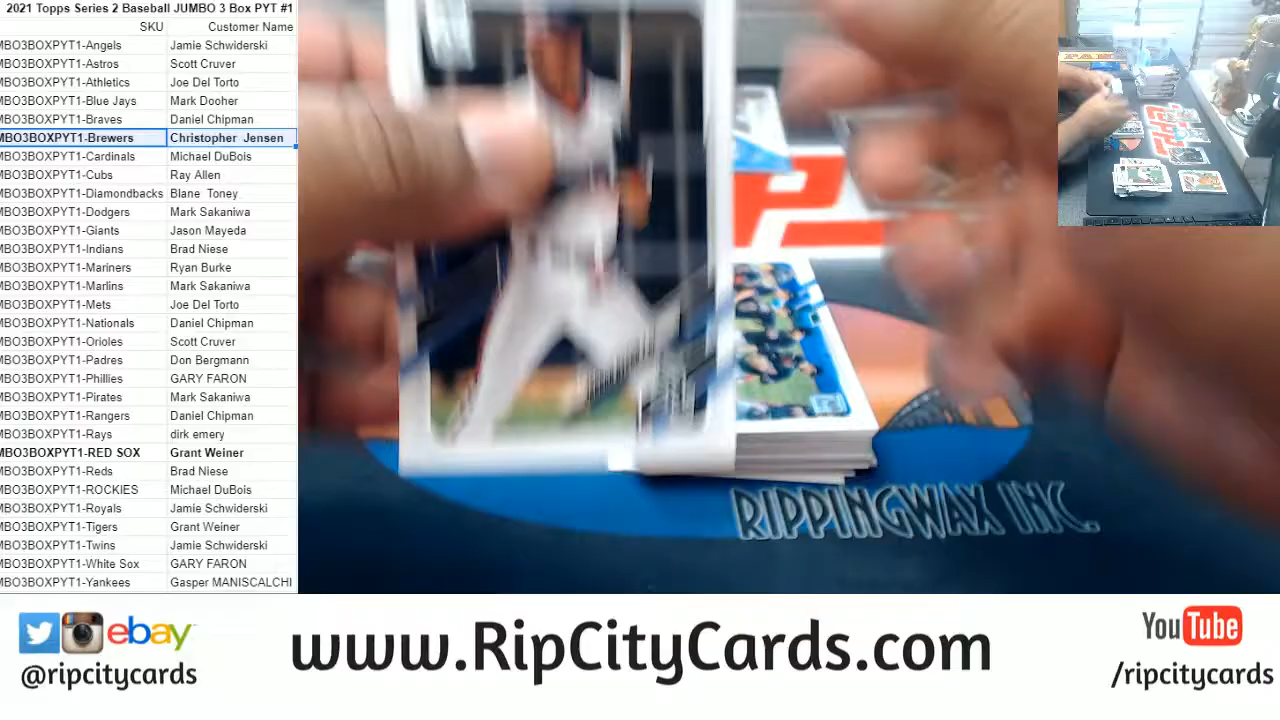 2021 Topps Series 2 Baseball JUMBO 3 Box PYT #1
SKU Customer Name
MBO3BOXPYT1-Angels Jamie Schwiderski
MBO3BOXPYT1-Astros Scott Cruver
MBO3BOXPYT1-Athletics Joe Del Torto
MBO3BOXPYT1-Blue Jays Mark Dooher
MBO3BOXPYT1-Braves Daniel Chipman
MBO3BOXPYT1-Brewers Christopher Jensen
MBO3BOXPYT1-Cardinals Michael DuBois
MBO3BOXPYT1-Cubs Ray Allen
MBO3BOXPYT1-Diamondbacks Blane Toney
MBO3BOXPYT1-Dodgers Mark Sakaniwa
MBO3BOXPYT1-Giants Jason Mayeda
MBO3BOXPYT1-Indians Brad Niese
MBO3BOXPYT1-Mariners Ryan Burke
MBO3BOXPYT1-Marlins Mark Sakaniwa
MBO3BOXPYT1-Mets Joe Del Torto
MBO3BOXPYT1-Nationals Daniel Chipman
MBO3BOXPYT1-Orioles Scott Cruver
MBO3BOXPYT1-Padres Don Bergmann
MBO3BOXPYT1-Phillies GARY FARON
MBO3BOXPYT1-Pirates Mark Sakaniwa
MBO3BOXPYT1-Rangers Daniel Chipman
MBO3BOXPYT1-Rays dirk emery
MBO3BOXPYT1-RED SOX Grant Weiner
MBO3BOXPYT1-Reds Brad Niese
MBO3BOXPYT1-ROCKIES Michael DuBois
MBO3BOXPYT1-Royals Jamie Schwiderski
MBO3BOXPYT1-Tigers Grant Weiner
MBO3BOXPYT1-Twins Jamie Schwiderski
MBO3BOXPYT1-White Sox GARY FARON
MBO3BOXPYT1-Yankees Gasper MANISCALCHI
RIPPINGWAX INC.
ebay
@ripcitycards
www.RipCityCards.com
YouTube
/ripcitycards